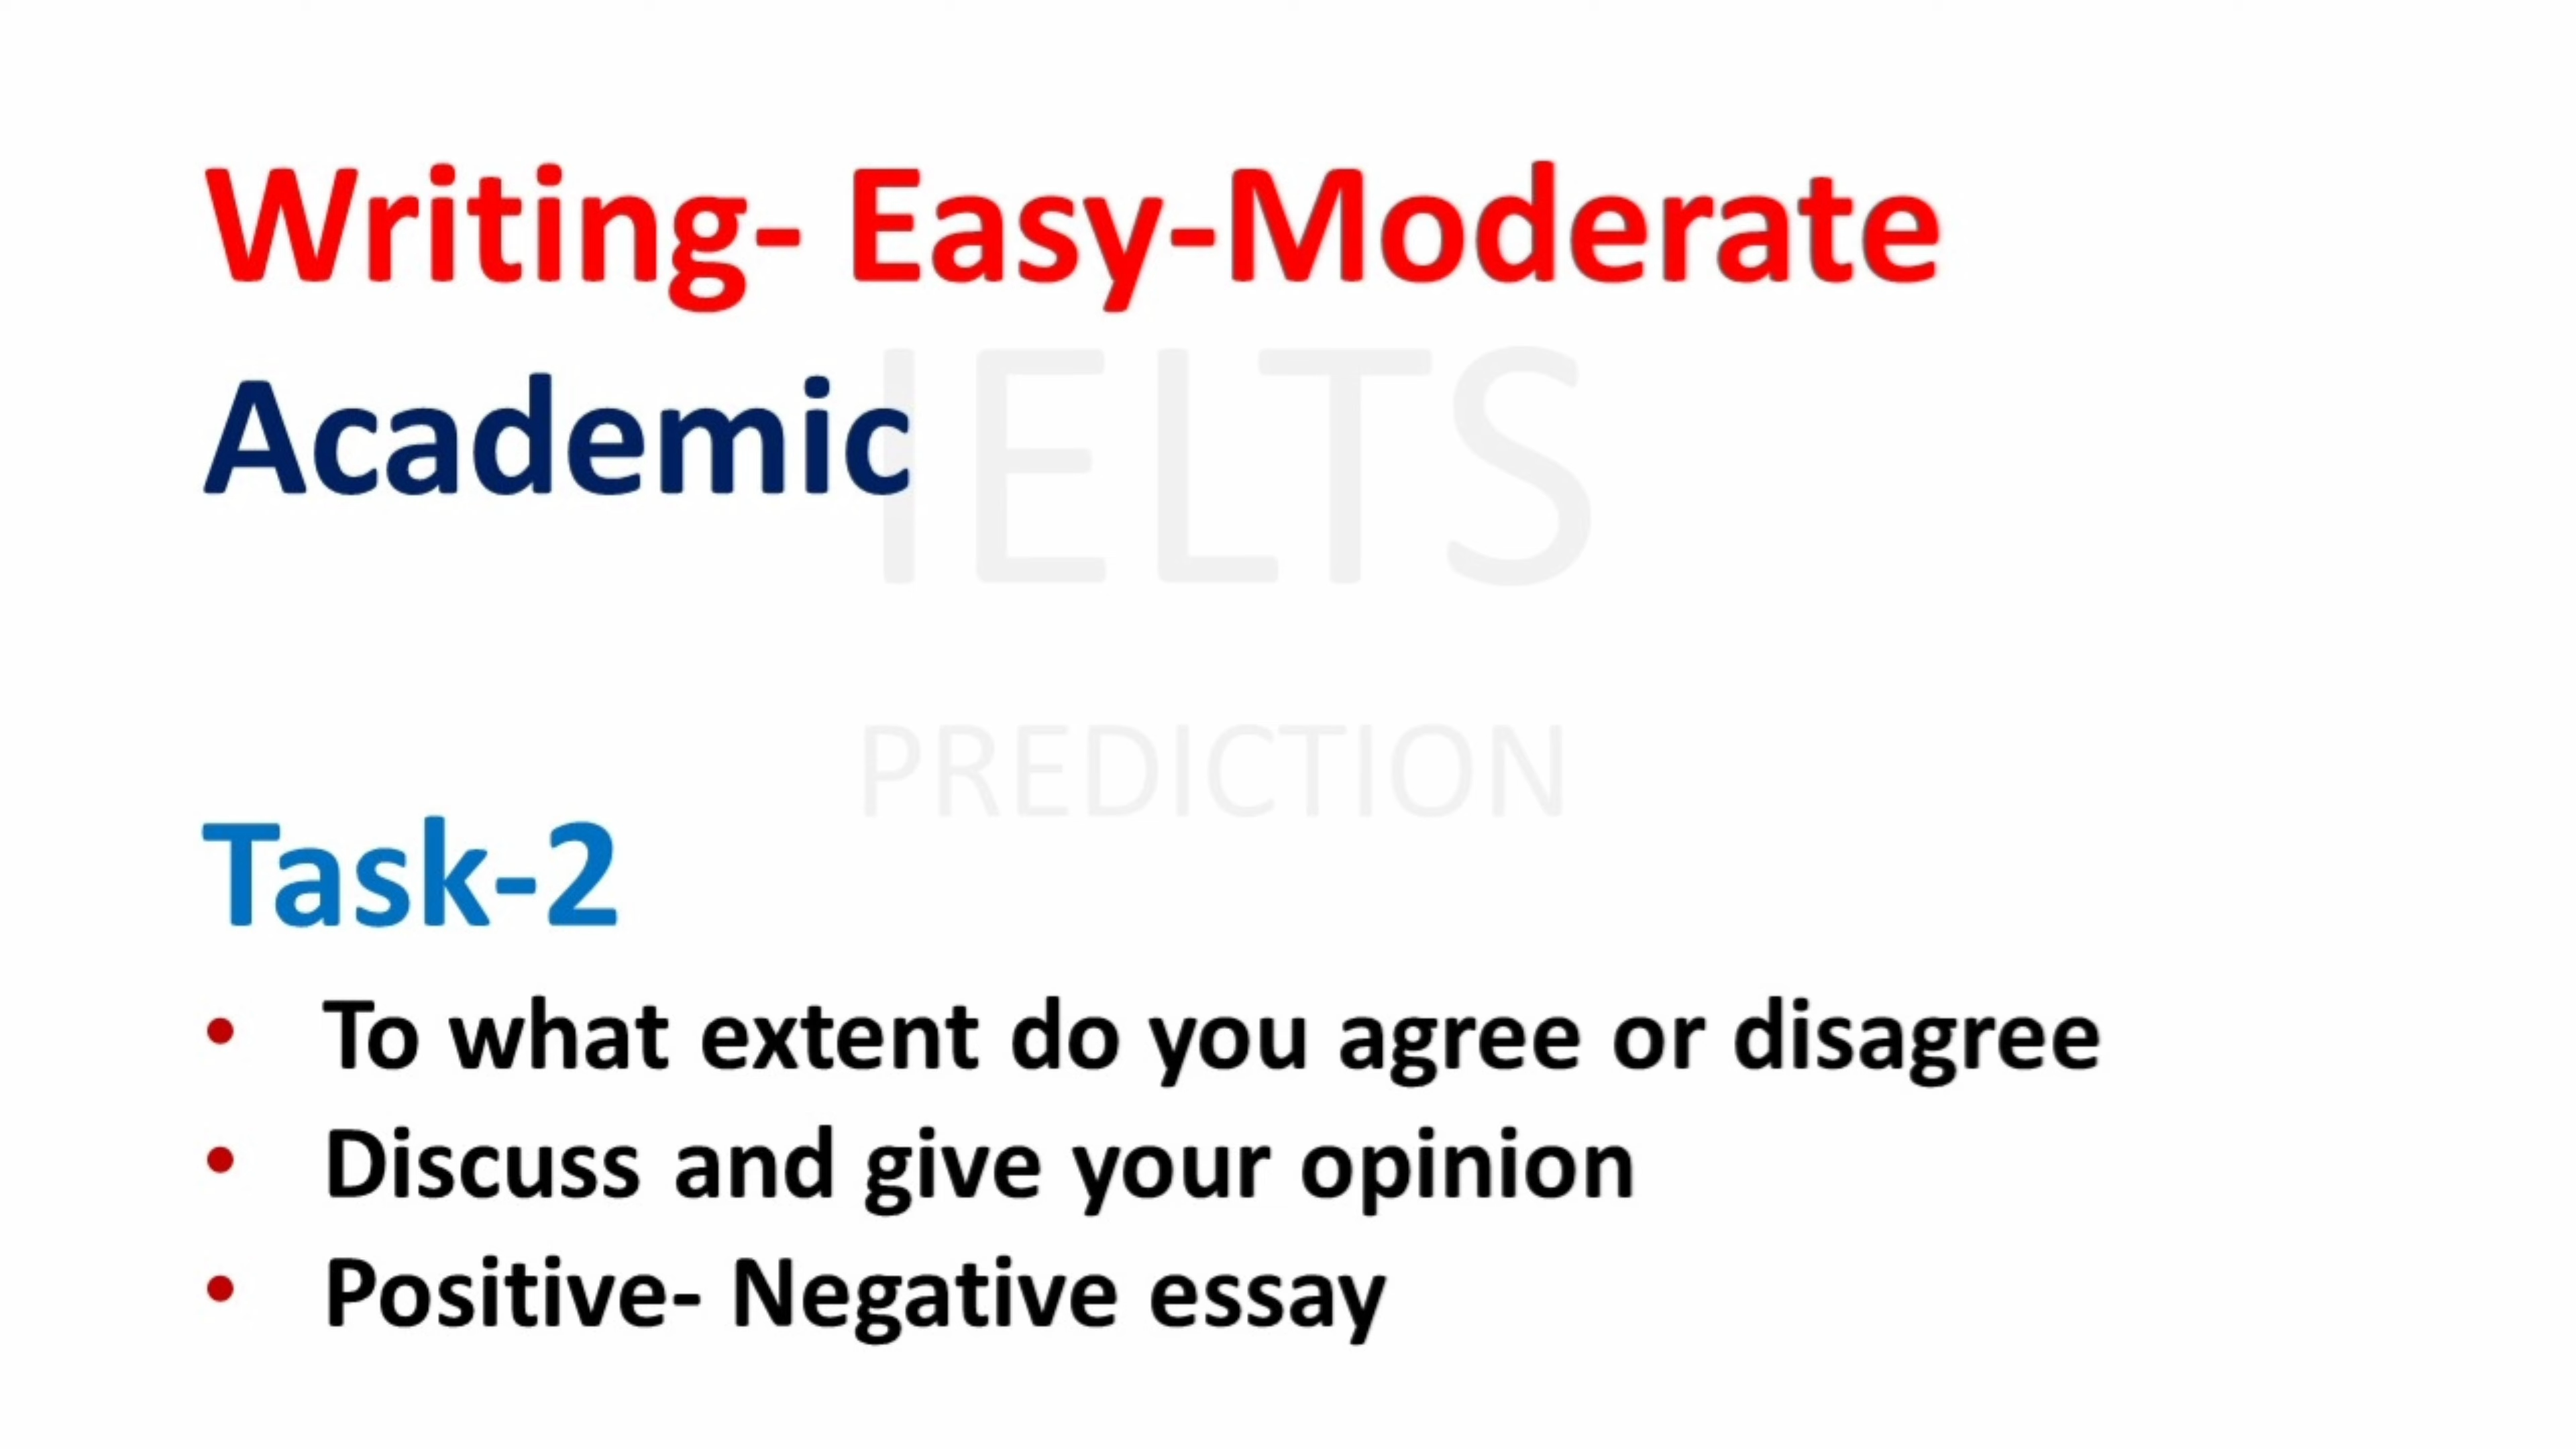 Writing- Easy-Moderate
Academic
IELTS
PREDICTION
Task-2
• To what extent do you agree or disagree
• Discuss and give your opinion
• Positive- Negative essay